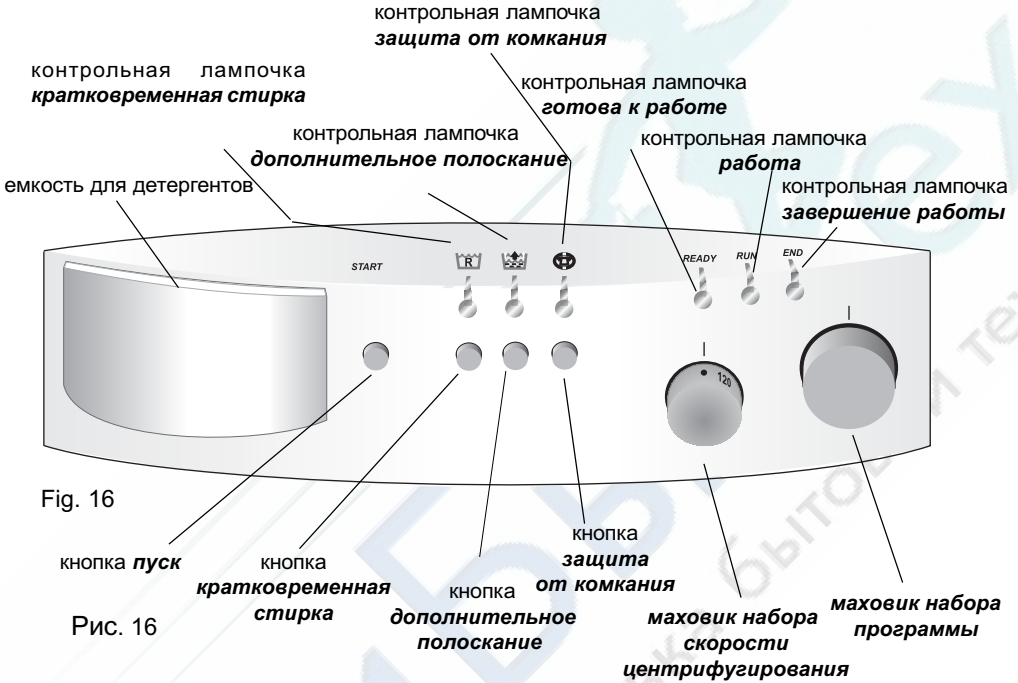 контрольная лампочка
защита от комкания
контрольная лампочка
кратковременная стирка
контрольная лампочка
готова к работе
контрольная лампочка
дополнительное полоскание
контрольная лампочка
работа
емкость для детергентов
контрольная лампочка
завершение работы
START
R
READY
RUN
END
120
Fig. 16
кнопка пуск
кнопка
кратковременная
стирка
кнопка
дополнительное
полоскание
кнопка
защита
от комкания
маховик набора
скорости
центрифугирования
маховик набора
программы
Рис. 16